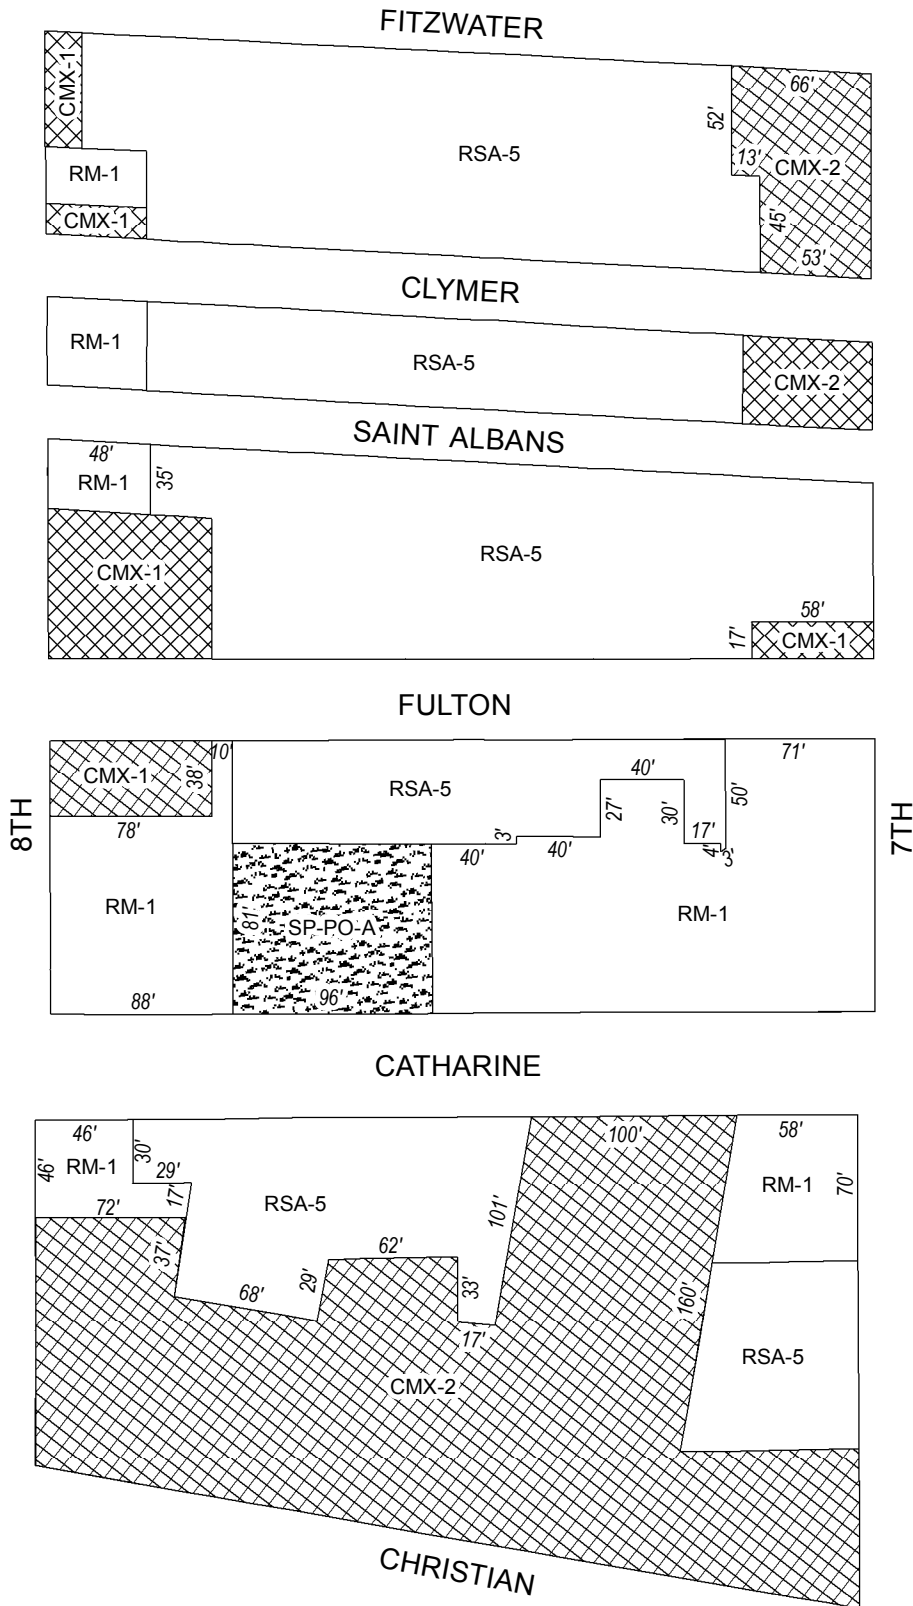 FITZWATER
CMX-1
66'
52'
RSA-5
13'
CMX-2
RM-1
CMX-1
45'
53'
CLYMER
RM-1
RSA-5
CMX-2
SAINT ALBANS
48'
RM-1
35'
RSA-5
CMX-1
58'
17'
CMX-1
FULTON
10'
71'
CMX-1
38'
RSA-5
40'
50'
8TH
7TH
78'
3'
27'
30'
17'
40'
40'
4'
3'
RM-1
81'
SP-PO-A
RM-1
88'
96'
CATHARINE
46'
30'
100'
58'
46'
RM-1
29'
17'
RM-1
70'
72'
RSA-5
101'
37'
62'
68'
29'
33'
160'
17'
RSA-5
CMX-2
CHRISTIAN